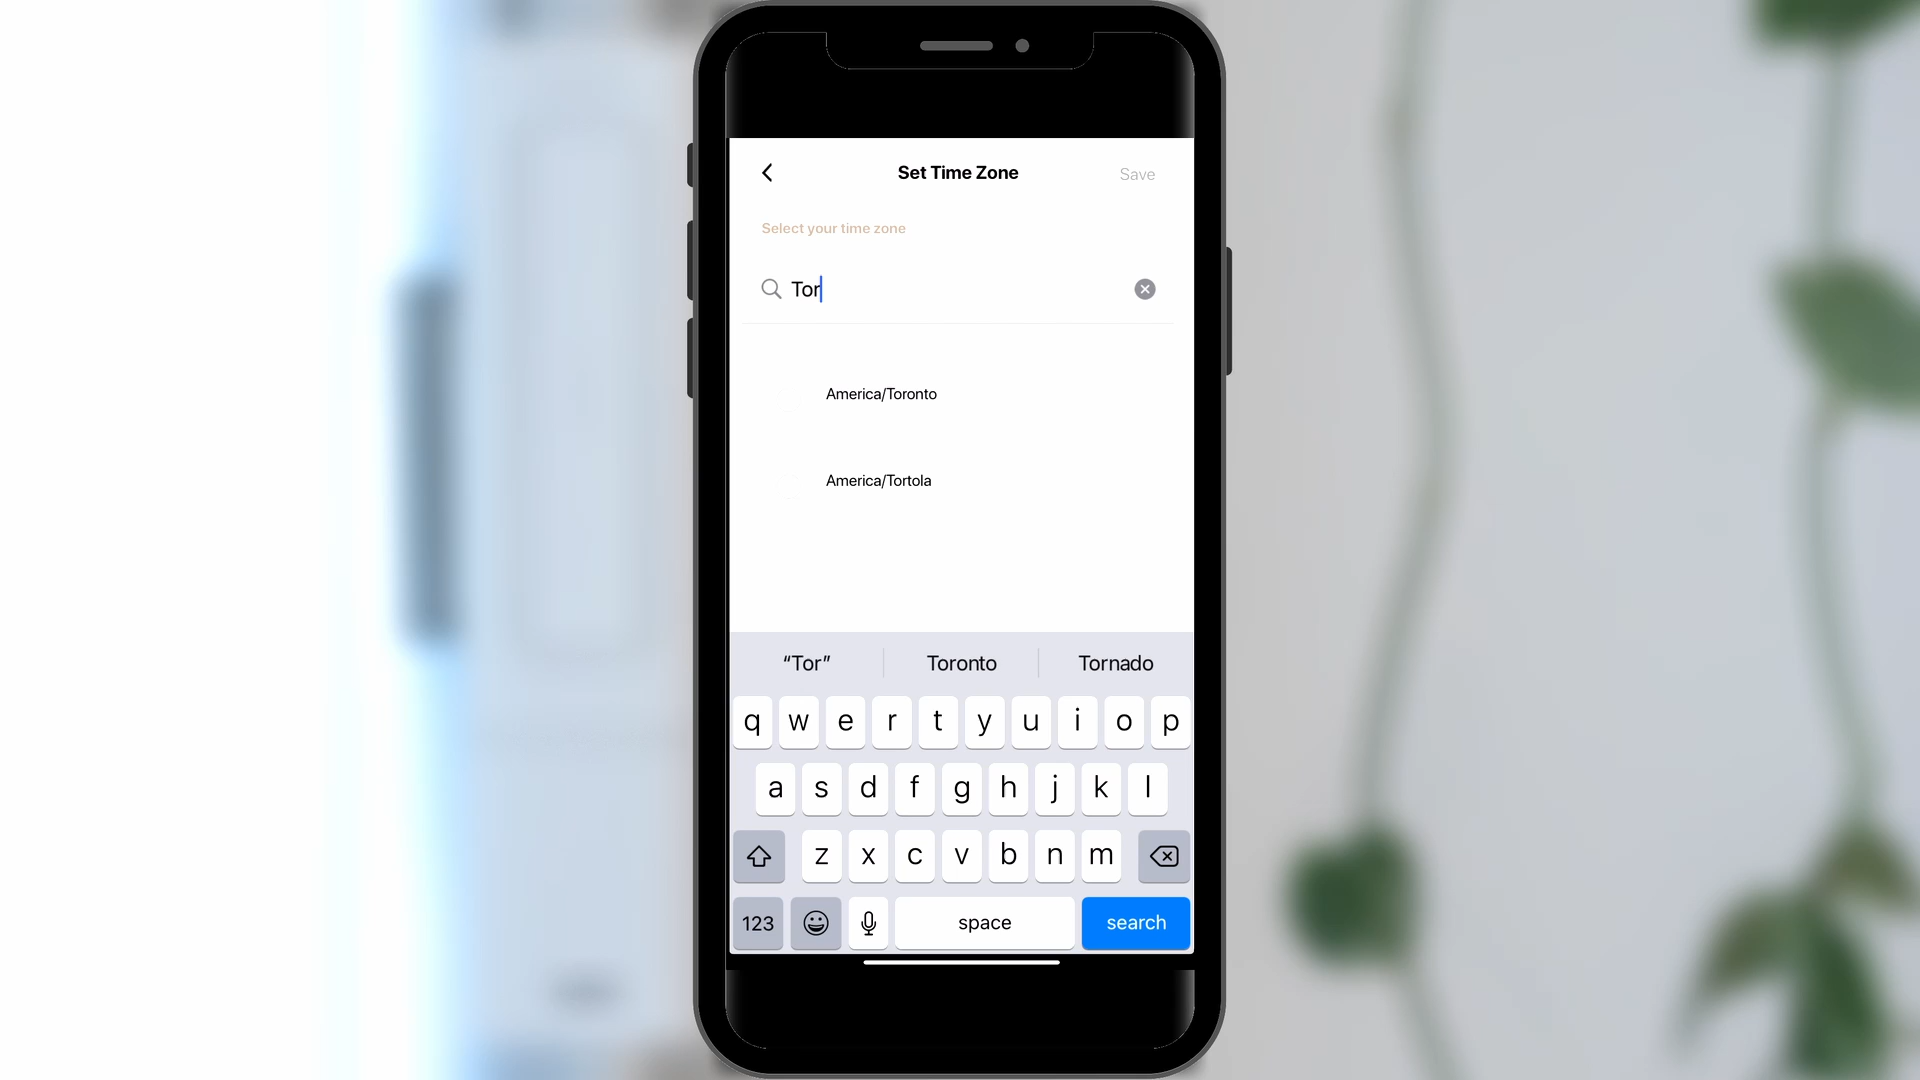 Set Time Zone
Save
Select your time zone
Tor
America/Toronto
America/Tortola
“Tor”
Toronto
Tornado
q w e r t y u i o p
a s d f g h j k l
z x c v b n m
123
space
search